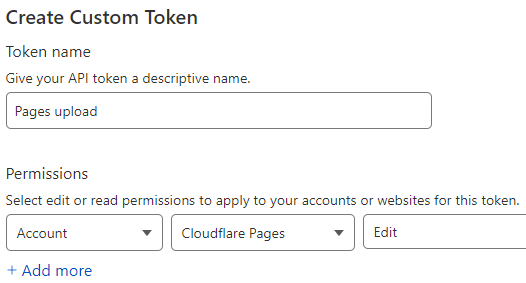 Create Custom Token
Token name
Give your API token a descriptive name.
Pages upload
Permissions
Select edit or read permissions to apply to your accounts or websites for this token.
Account Cloudflare Pages Edit
+ Add more